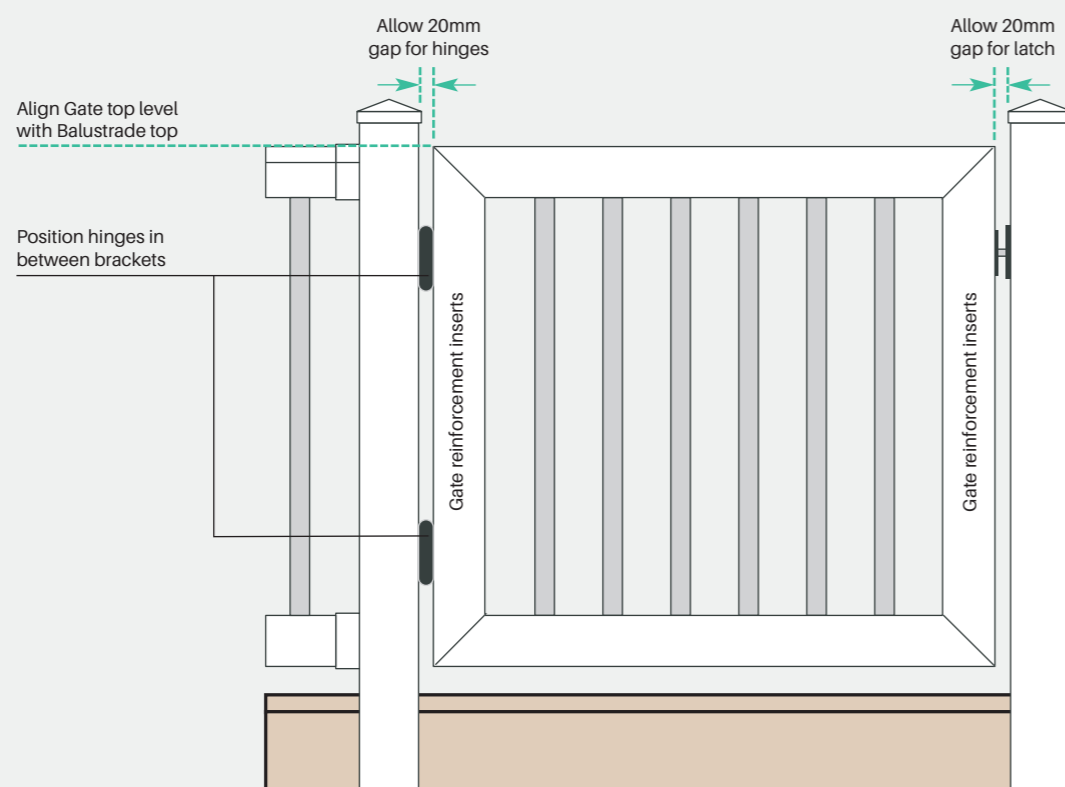 Allow 20mm
gap for hinges
Allow 20mm
gap for latch
Align Gate top level
with Balustrade top
Position hinges in
between brackets
Gate reinforcement inserts
Gate reinforcement inserts